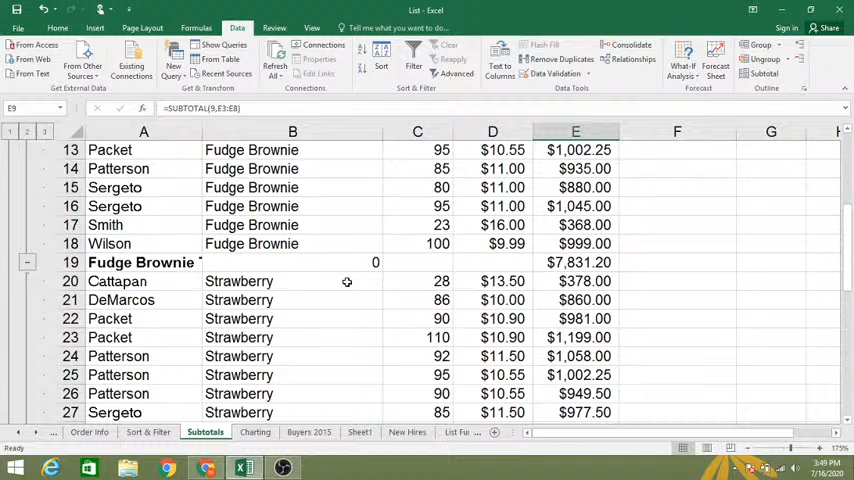 List - Excel
Sign in
Share
File Home Insert Page Layout Formulas Data Review View Tell me what you want to do...
From Access
From Web
From Text
From Other Sources
Existing Connections
Get External Data
New Query
Show Queries
From Table
Recent Sources
Get & Transform
Refresh All
Connections
Properties
Edit Links
Connections
Sort
Filter
Clear
Reapply
Advanced
Sort & Filter
Text to Columns
Flash Fill
Remove Duplicates
Data Validation
Consolidate
Relationships
Data Tools
What-If Analysis
Forecast Sheet
Forecast
Group
Ungroup
Subtotal
Outline
E9 fx =SUBTOTAL(9,E3:E8)
1 2 3 A B C D E F G H
13 Packet Fudge Brownie 95 $10.55 $1,002.25
14 Patterson Fudge Brownie 85 $11.00 $935.00
15 Sergeto Fudge Brownie 80 $11.00 $880.00
16 Sergeto Fudge Brownie 95 $11.00 $1,045.00
17 Smith Fudge Brownie 23 $16.00 $368.00
18 Wilson Fudge Brownie 100 $9.99 $999.00
19 Fudge Brownie 0 $7,831.20
20 Cattapan Strawberry 28 $13.50 $378.00
21 DeMarcos Strawberry 86 $10.00 $860.00
22 Packet Strawberry 90 $10.90 $981.00
23 Packet Strawberry 110 $10.90 $1,199.00
24 Patterson Strawberry 92 $11.50 $1,058.00
25 Patterson Strawberry 95 $10.55 $1,002.25
26 Patterson Strawberry 90 $10.55 $949.50
27 Sergeto Strawberry 85 $11.50 $977.50
... Order Info Sort & Filter Subtotals Charting Buyers 2015 Sheet1 New Hires List Fu ...
Ready
175%
3:49 PM
7/16/2020